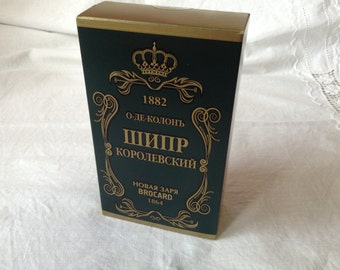 1882
О-ДЕ-КОЛОНЪ
ШИПР
КОРОЛЕВСКИЙ
НОВАЯ ЗАРЯ
BROCARD
1864